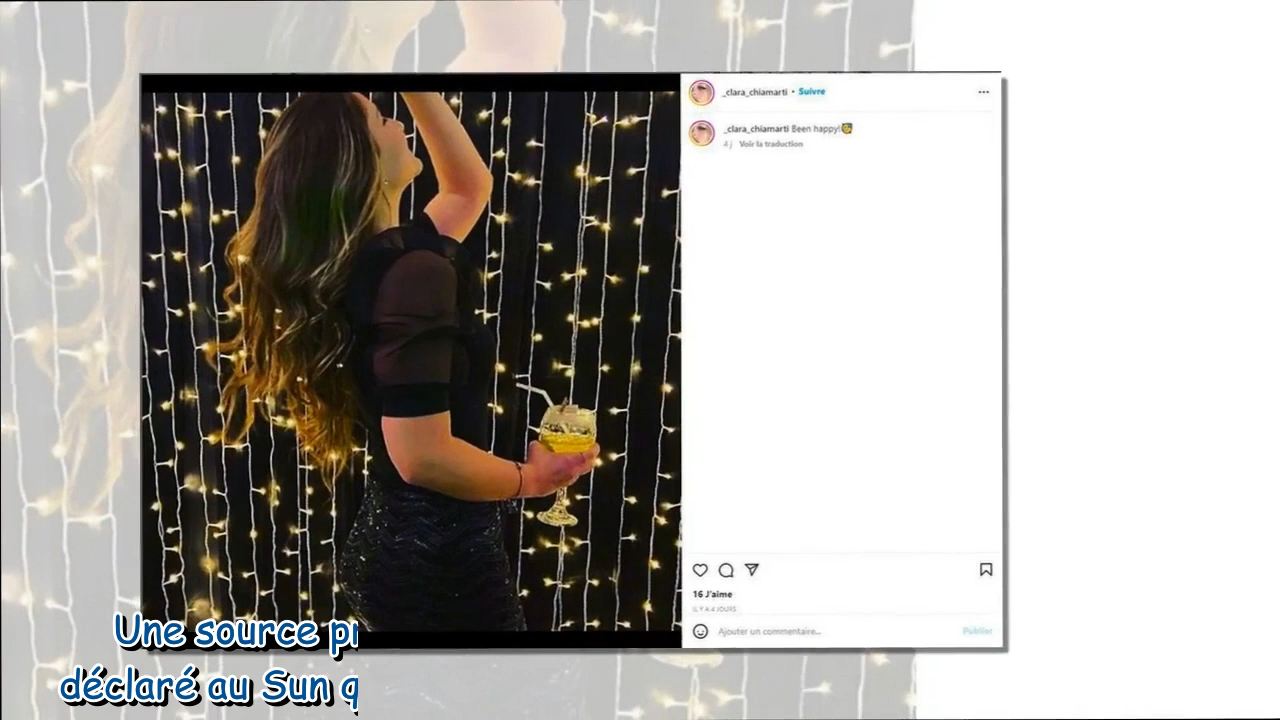 _clara_chiamarti • Suivre
_clara_chiamarti Been happy!
4 j Voir la traduction
16 J'aime
IL Y A 4 JOURS
Ajouter un commentaire...
Publier
Une source
déclaré au Sun